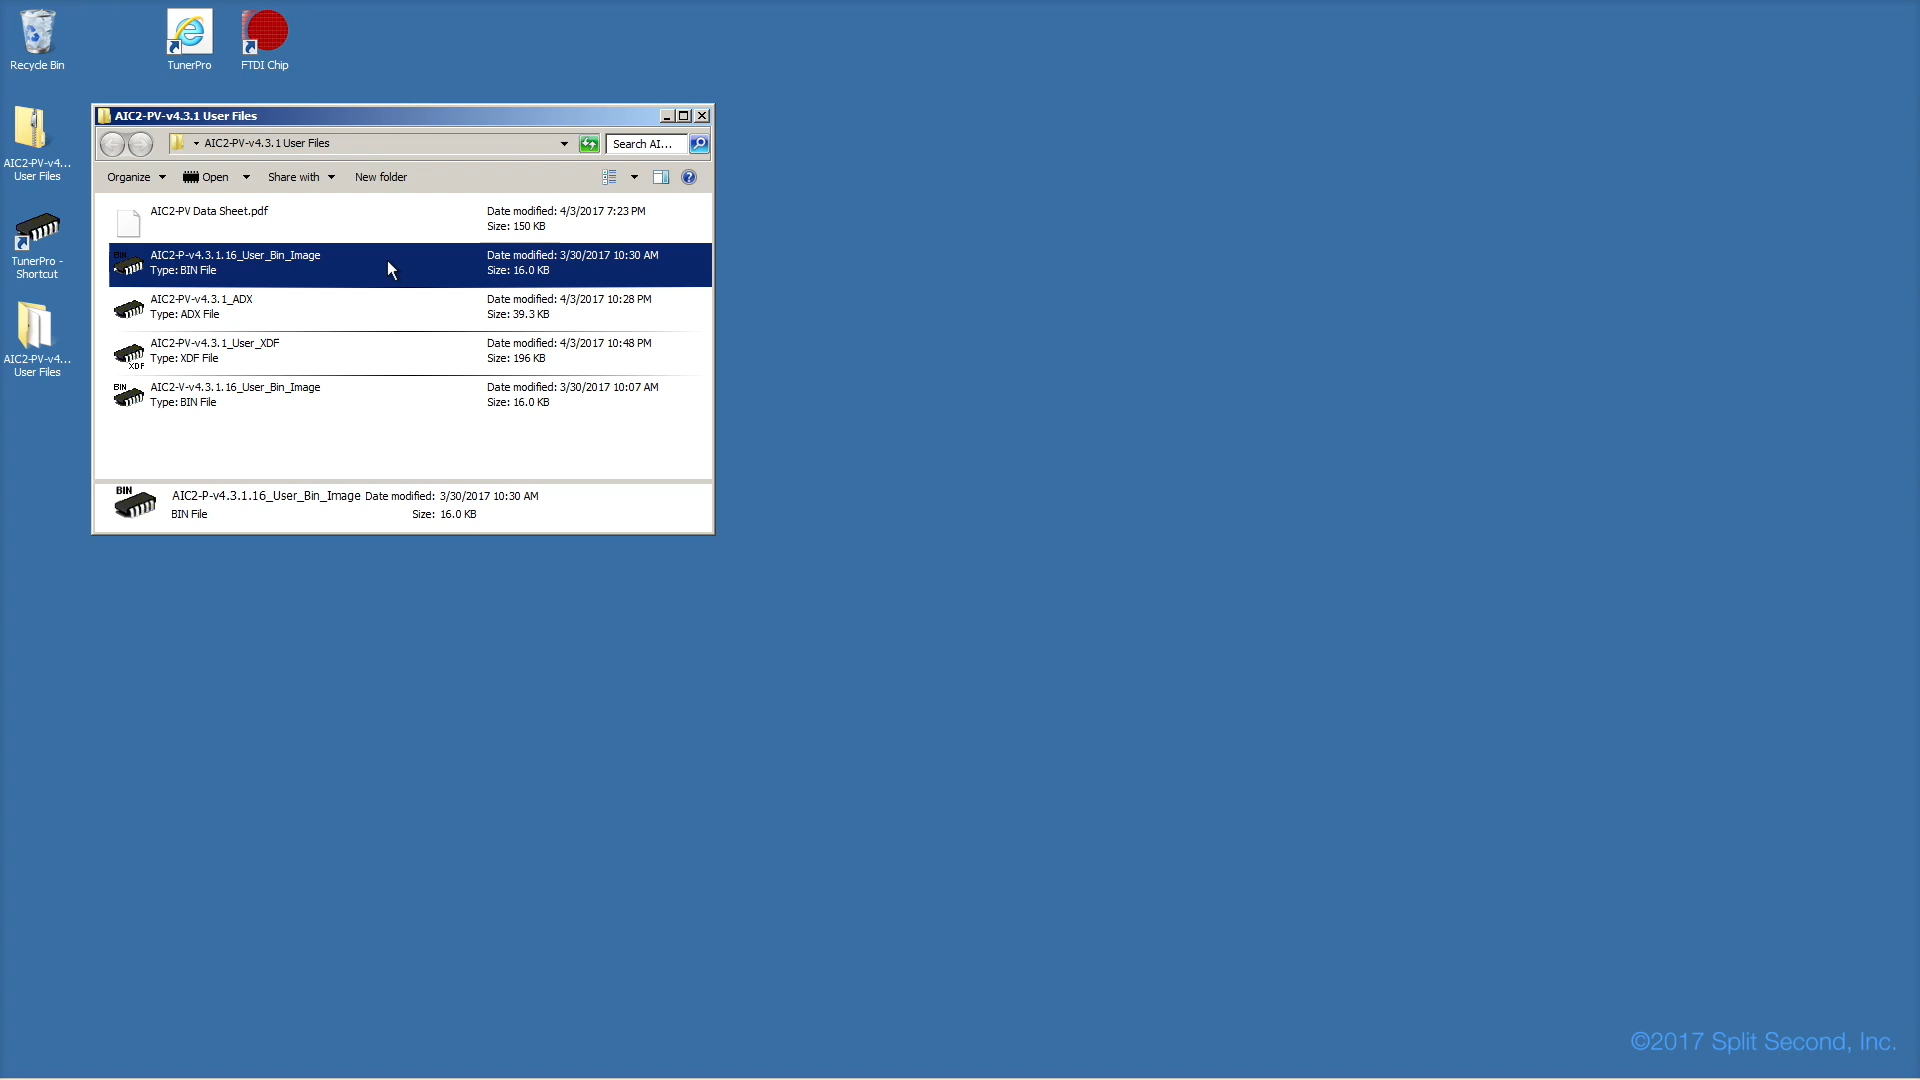 Recycle Bin
TunerPro
FTDI Chip
AIC2-PV-v4...
User Files
TunerPro -
Shortcut
AIC2-PV-v4...
User Files
AIC2-PV-v4.3.1 User Files
AIC2-PV-v4.3.1 User Files
Search AI...
Organize Open Share with New folder
AIC2-PV Data Sheet.pdf Date modified: 4/3/2017 7:23 PM
Size: 150 KB
BIN
AIC2-P-v4.3.1.16_User_Bin_Image Date modified: 3/30/2017 10:30 AM
Type: BIN File Size: 16.0 KB
AIC2-PV-v4.3.1_ADX Date modified: 4/3/2017 10:28 PM
Type: ADX File Size: 39.3 KB
AIC2-PV-v4.3.1_User_XDF Date modified: 4/3/2017 10:48 PM
Type: XDF File Size: 196 KB
XDF
BIN
AIC2-V-v4.3.1.16_User_Bin_Image Date modified: 3/30/2017 10:07 AM
Type: BIN File Size: 16.0 KB
BIN
AIC2-P-v4.3.1.16_User_Bin_Image Date modified: 3/30/2017 10:30 AM
BIN File Size: 16.0 KB
©2017 Split Second, Inc.